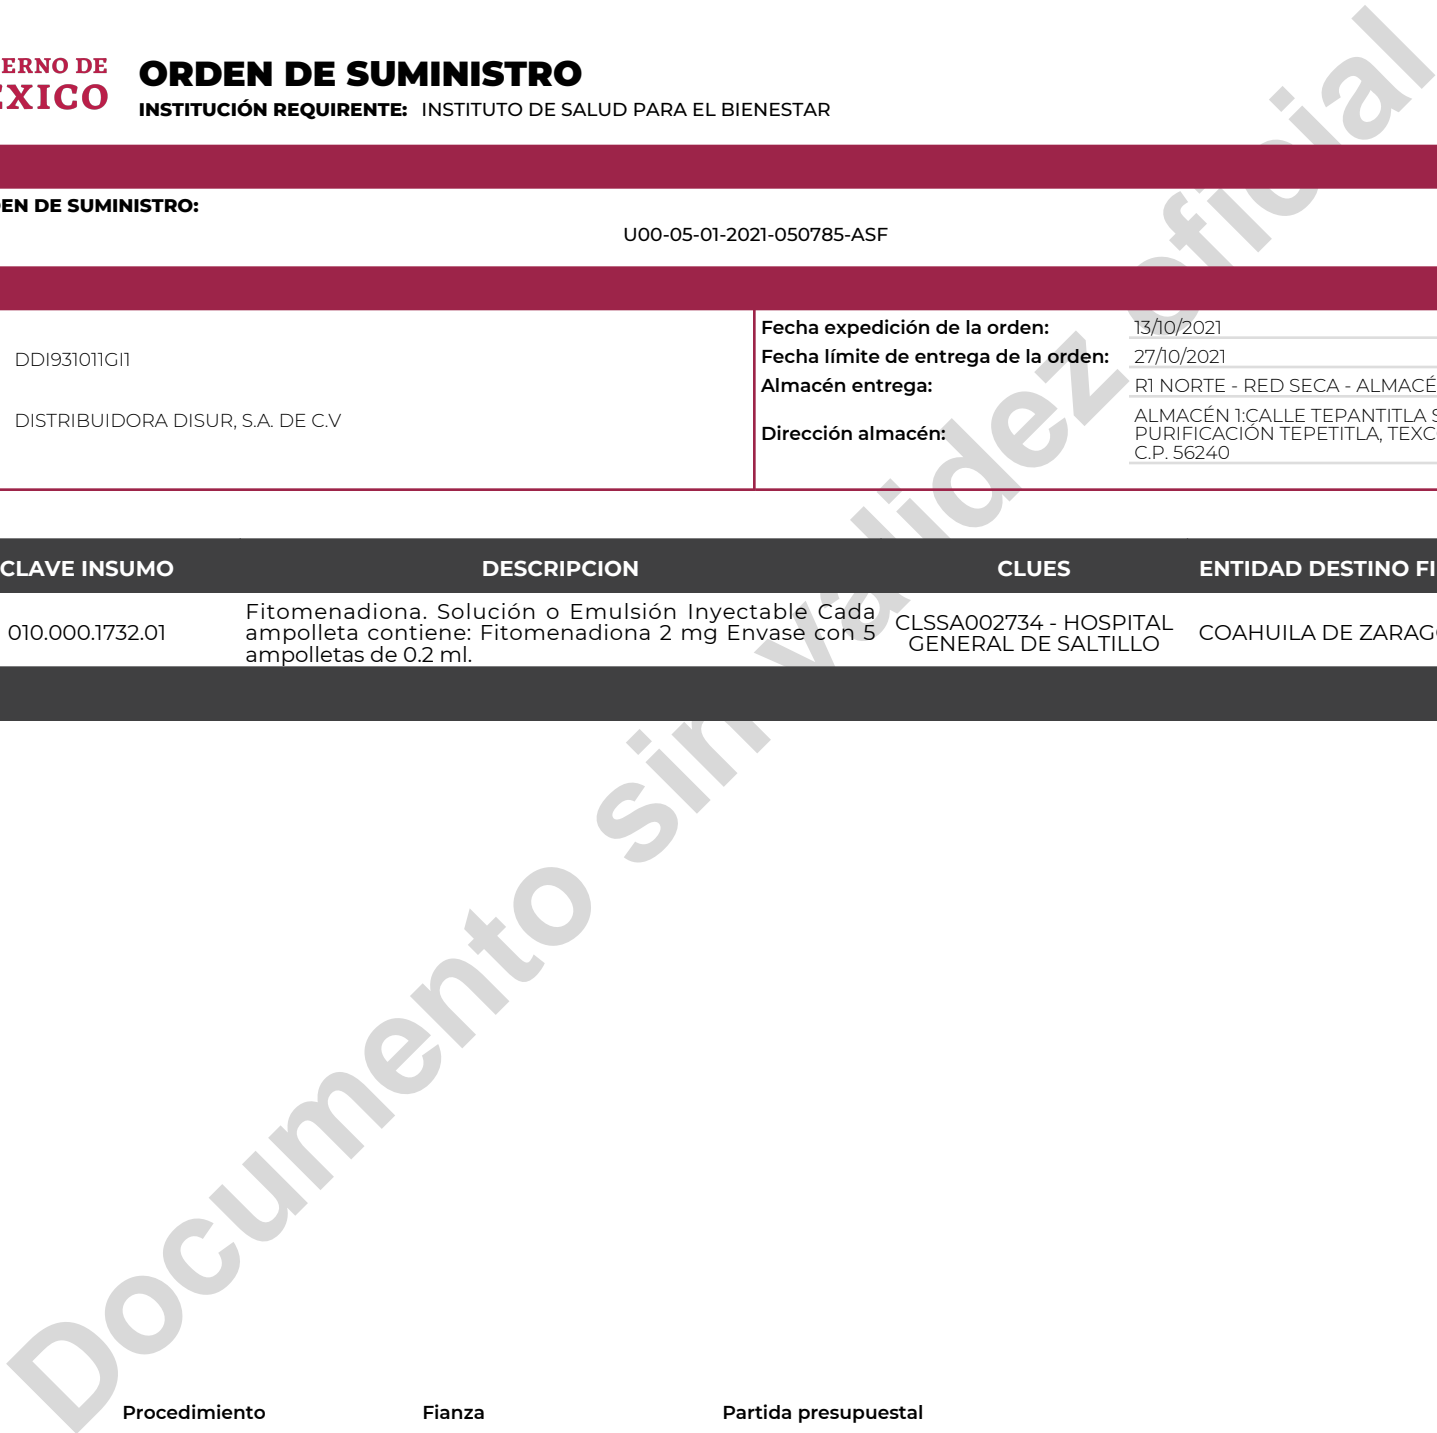 ERNO DE
XICO
ORDEN DE SUMINISTRO
INSTITUCIÓN REQUIRENTE: INSTITUTO DE SALUD PARA EL BIENESTAR
EN DE SUMINISTRO:
U00-05-01-2021-050785-ASF
DDI931011GI1
DISTRIBUIDORA DISUR, S.A. DE C.V
Fecha expedición de la orden: 13/10/2021
Fecha límite de entrega de la orden: 27/10/2021
Almacén entrega: R1 NORTE - RED SECA - ALMACÉ
Dirección almacén:
ALMACÉN 1:CALLE TEPANTITLA S
PURIFICACIÓN TEPETITLA, TEXC
C.P. 56240
CLAVE INSUMO DESCRIPCION CLUES ENTIDAD DESTINO FI
010.000.1732.01
Fitomenadiona. Solución o Emulsión Inyectable Cada
ampolleta contiene: Fitomenadiona 2 mg Envase con 5
ampolletas de 0.2 ml.
CLSSA002734 - HOSPITAL
GENERAL DE SALTILLO
COAHUILA DE ZARAG
Documento sin validez oficial
Procedimiento Fianza Partida presupuestal